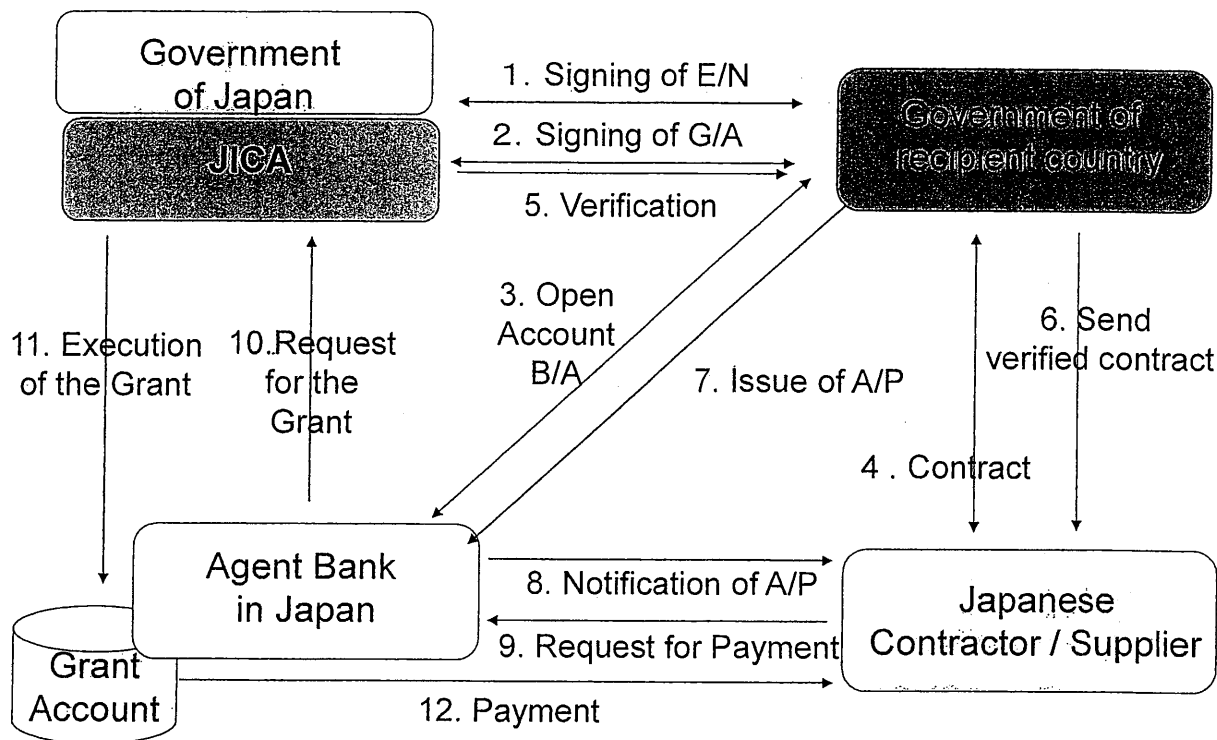 Government
of Japan
JICA
1. Signing of E/N
2. Signing of G/A
5. Verification
Government of
recipient country
3. Open
Account
B/A
7. Issue of A/P
6. Send
verified contract
4 . Contract
11. Execution
of the Grant
10. Request
for the
Grant
Agent Bank
in Japan
8. Notification of A/P
9. Request for Payment
Japanese
Contractor / Supplier
Grant
Account
12. Payment